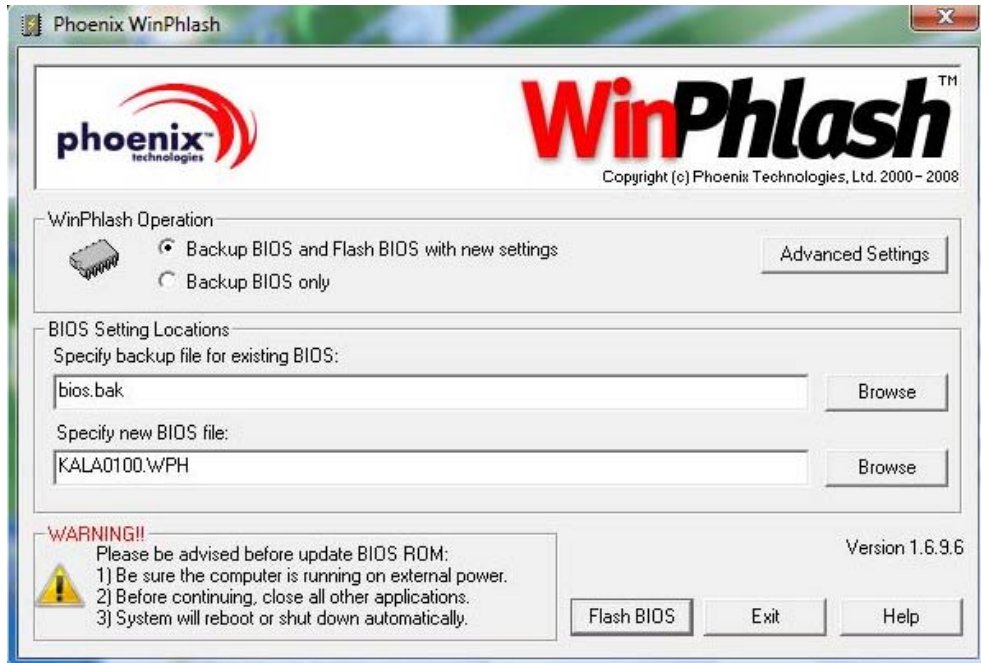 Phoenix WinPhlash
phoenix™
technologies
WinPhlash™
Copyright (c) Phoenix Technologies, Ltd. 2000-2008
WinPhlash Operation
Backup BIOS and Flash BIOS with new settings
Advanced Settings
Backup BIOS only
BIOS Setting Locations
Specify backup file for existing BIOS:
bios.bak
Browse
Specify new BIOS file:
KALA0100.WPH
Browse
WARNING!!
Please be advised before update BIOS ROM:
1) Be sure the computer is running on external power.
2) Before continuing, close all other applications.
3) System will reboot or shut down automatically.
Version 1.6.9.6
Flash BIOS
Exit
Help